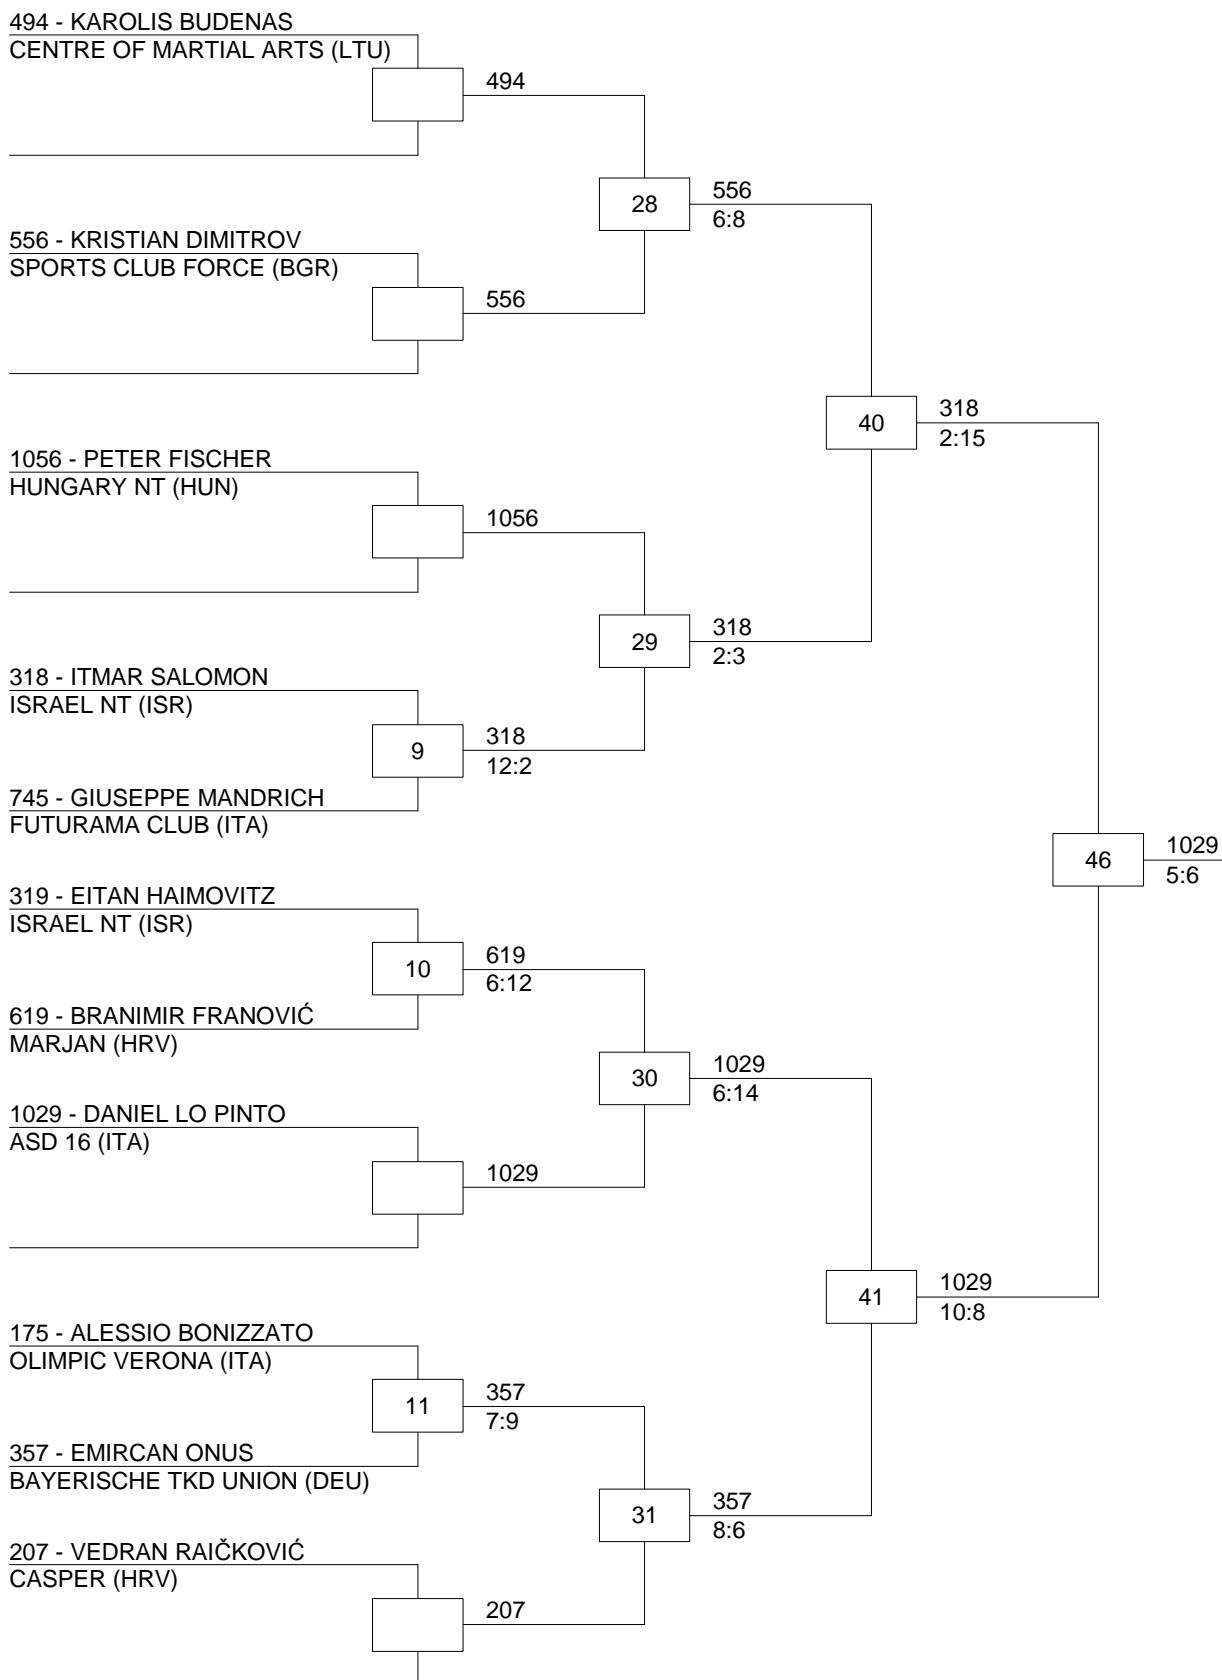 494 - KAROLIS BUDENAS
CENTRE OF MARTIAL ARTS (LTU)
494
28
556
6:8
556 - KRISTIAN DIMITROV
SPORTS CLUB FORCE (BGR)
556
40
318
2:15
1056 - PETER FISCHER
HUNGARY NT (HUN)
1056
29
318
2:3
318 - ITMAR SALOMON
ISRAEL NT (ISR)
9
318
12:2
745 - GIUSEPPE MANDRICH
FUTURAMA CLUB (ITA)
46
1029
5:6
319 - EITAN HAIMOVITZ
ISRAEL NT (ISR)
10
619
6:12
619 - BRANIMIR FRANOVIĆ
MARJAN (HRV)
30
1029
6:14
1029 - DANIEL LO PINTO
ASD 16 (ITA)
1029
41
1029
10:8
175 - ALESSIO BONIZZATO
OLIMPIC VERONA (ITA)
11
357
7:9
357 - EMIRCAN ONUS
BAYERISCHE TKD UNION (DEU)
31
357
8:6
207 - VEDRAN RAIČKOVIĆ
CASPER (HRV)
207